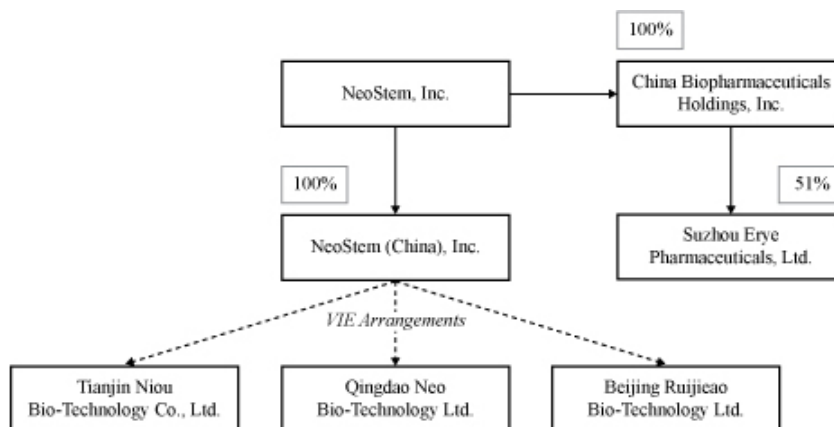 100%
NeoStem, Inc.
China Biopharmaceuticals
Holdings, Inc.
100%
51%
NeoStem (China), Inc.
Suzhou Erye
Pharmaceuticals, Ltd.
VIE Arrangements
Tianjin Niou
Bio-Technology Co., Ltd.
Qingdao Neo
Bio-Technology Ltd.
Beijing Ruijieao
Bio-Technology Ltd.